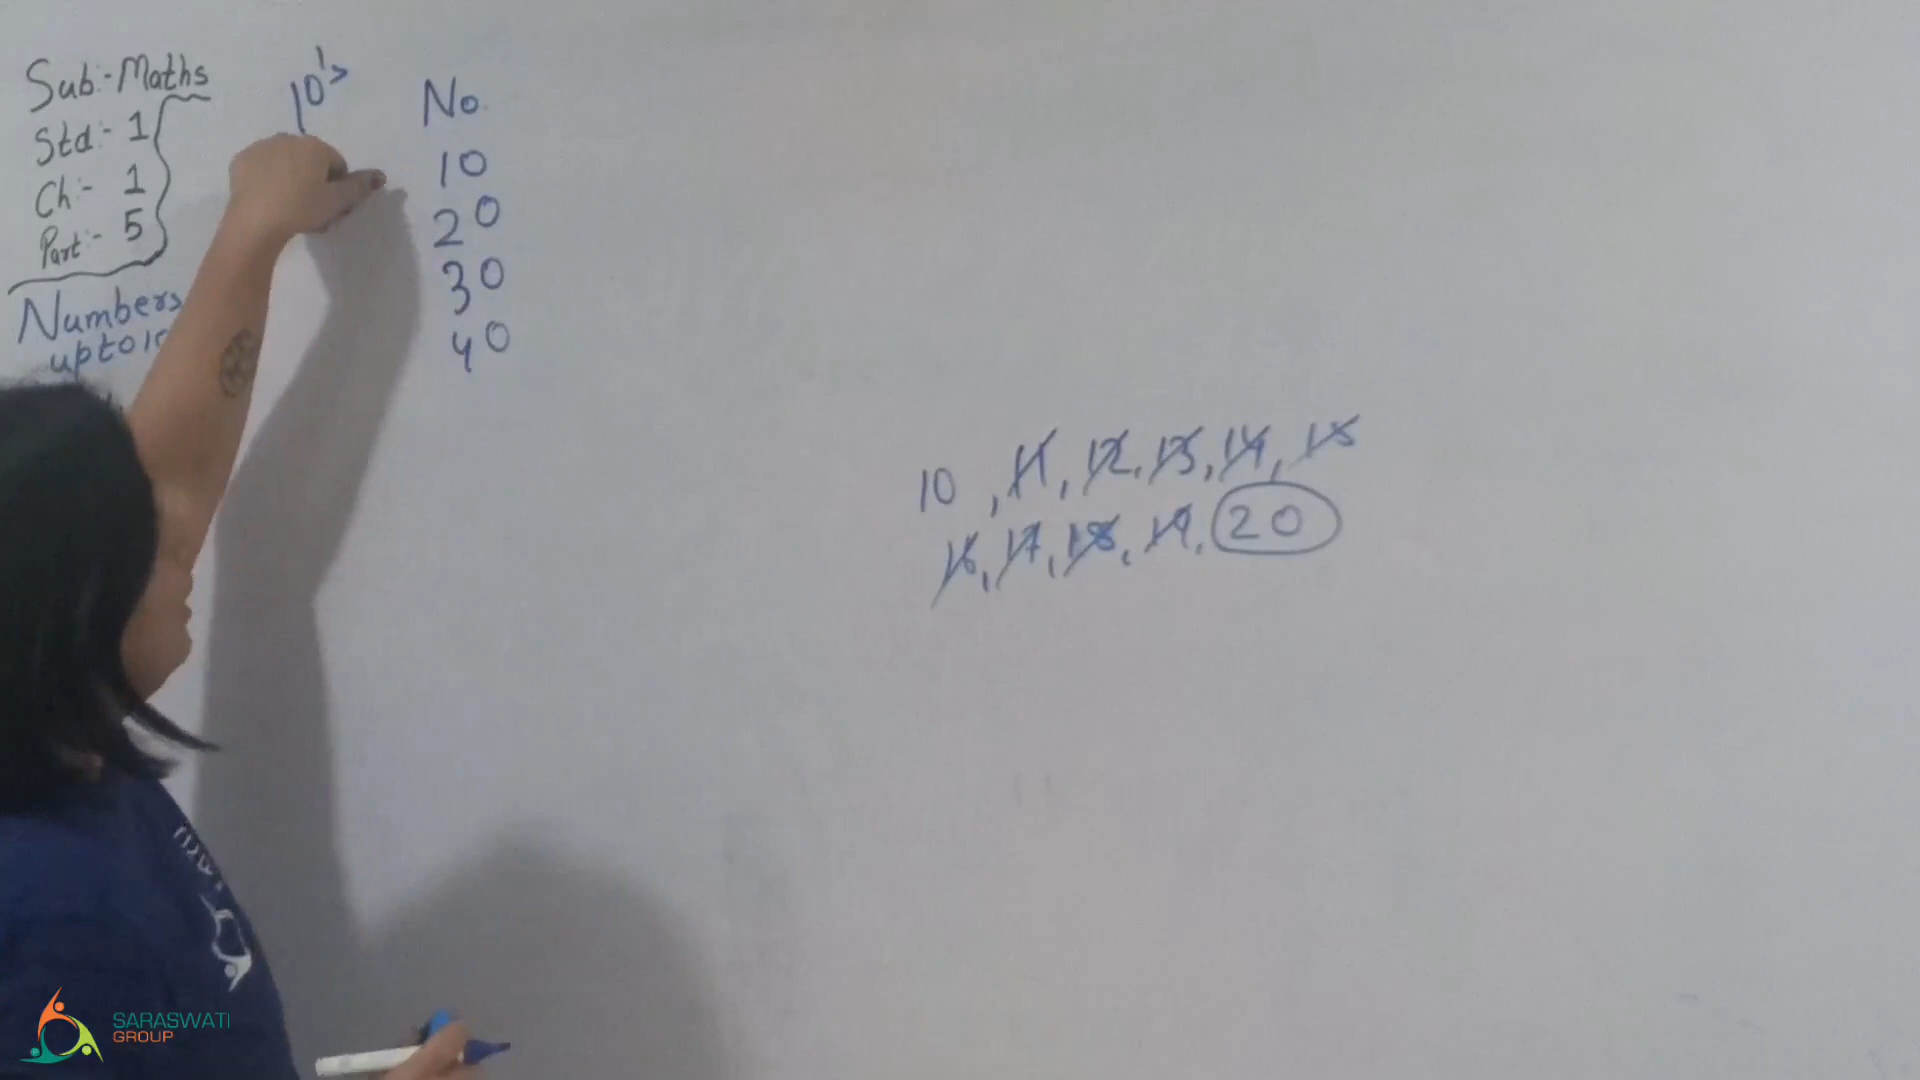 Sub:- Maths
Std:- 1
Ch:- 1
Part:- 5
Numbers
upto
10's
No.
10
20
30
40
10, 11, 12, 13, 14, 15
16, 17, 18, 19, 20
SARASWATI
GROUP